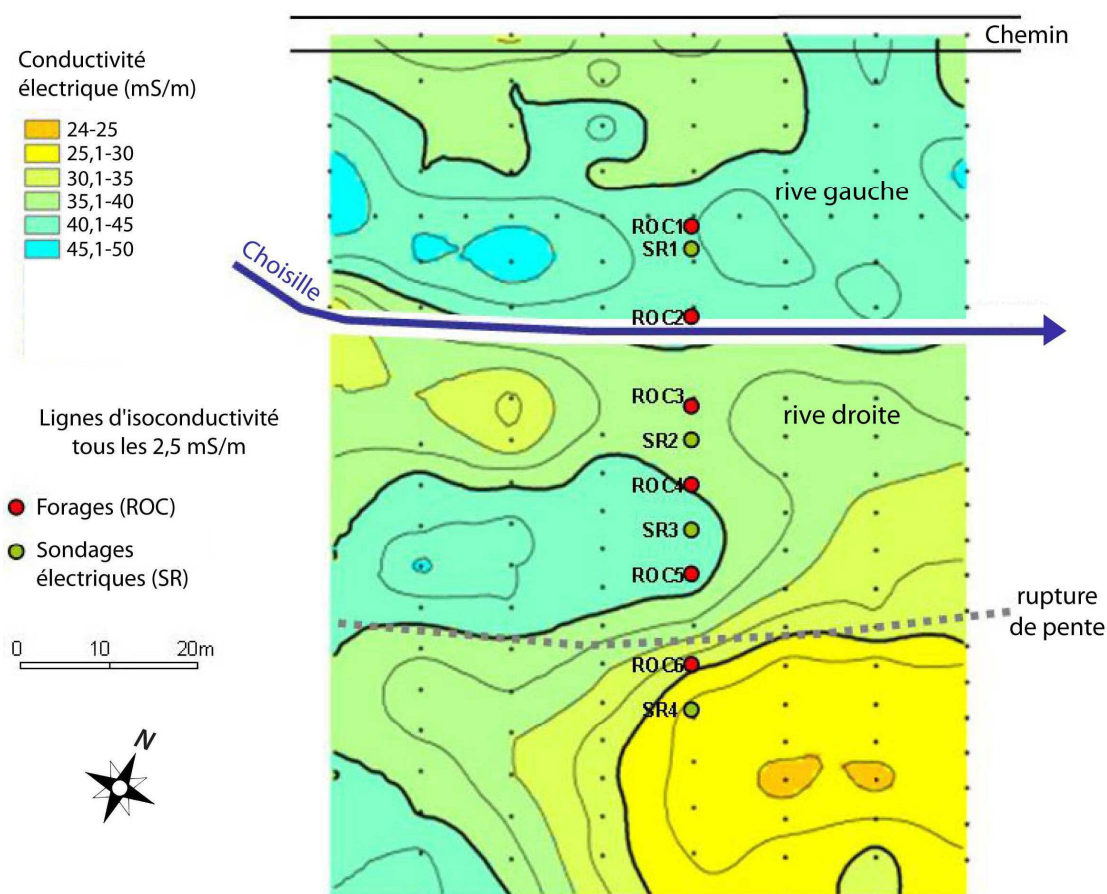 Chemin
Conductivité
électrique (mS/m)
24-25
25,1-30
30,1-35
35,1-40
40,1-45
45,1-50
rive gauche
ROC1
SR1
Choisille
ROC2
Lignes d'isoconductivité
tous les 2,5 mS/m
ROC3
rive droite
SR2
Forages (ROC)
ROC4
Sondages
électriques (SR)
SR3
ROC5
rupture
de pente
0 10 20m
ROC6
SR4
N